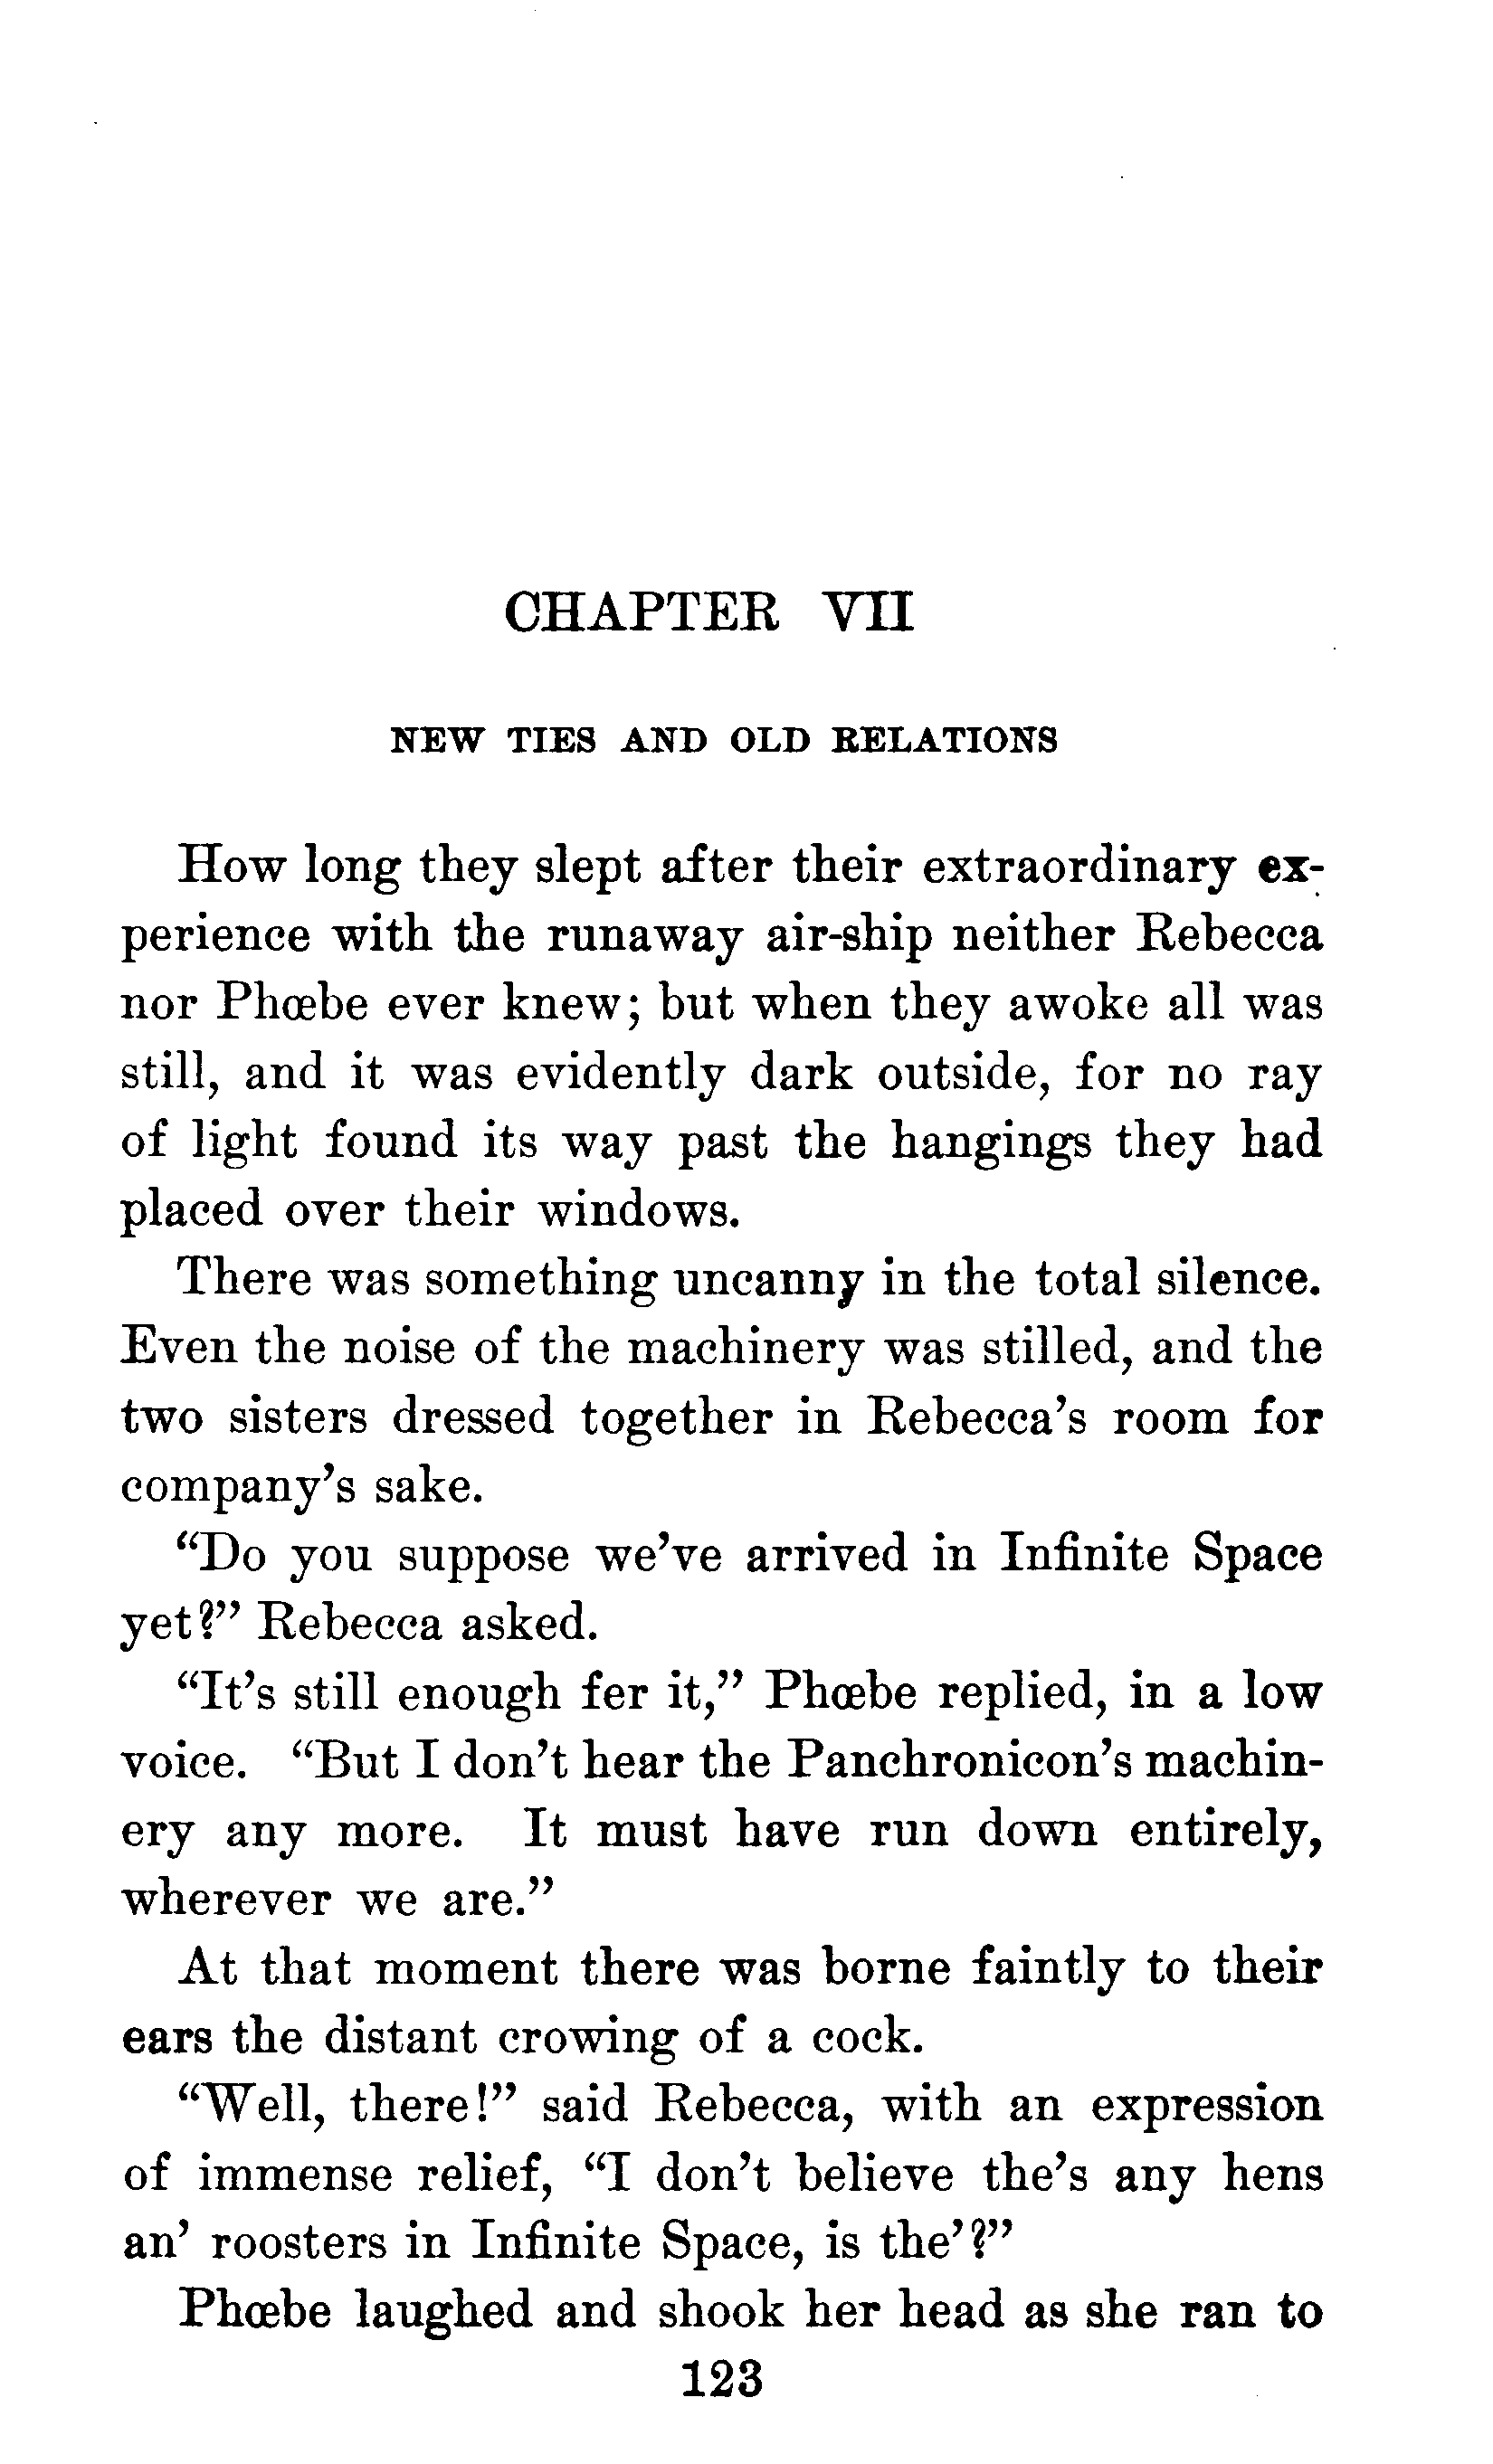 CHAPTER VII
NEW TIES AND OLD RELATIONS
How long they slept after their extraordinary ex-
perience with the runaway air-ship neither Rebecca
nor Phœbe ever knew; but when they awoke all was
still, and it was evidently dark outside, for no ray
of light found its way past the hangings they had
placed over their windows.
There was something uncanny in the total silence.
Even the noise of the machinery was stilled, and the
two sisters dressed together in Rebecca's room for
company's sake.
"Do you suppose we've arrived in Infinite Space
yet?" Rebecca asked.
"It's still enough fer it," Phœbe replied, in a low
voice. "But I don't hear the Panchronicon's machin-
ery any more. It must have run down entirely,
wherever we are."
At that moment there was borne faintly to their
ears the distant crowing of a cock.
"Well, there!" said Rebecca, with an expression
of immense relief, "I don't believe the's any hens
an' roosters in Infinite Space, is the'?"
Phœbe laughed and shook her head as she ran to
123